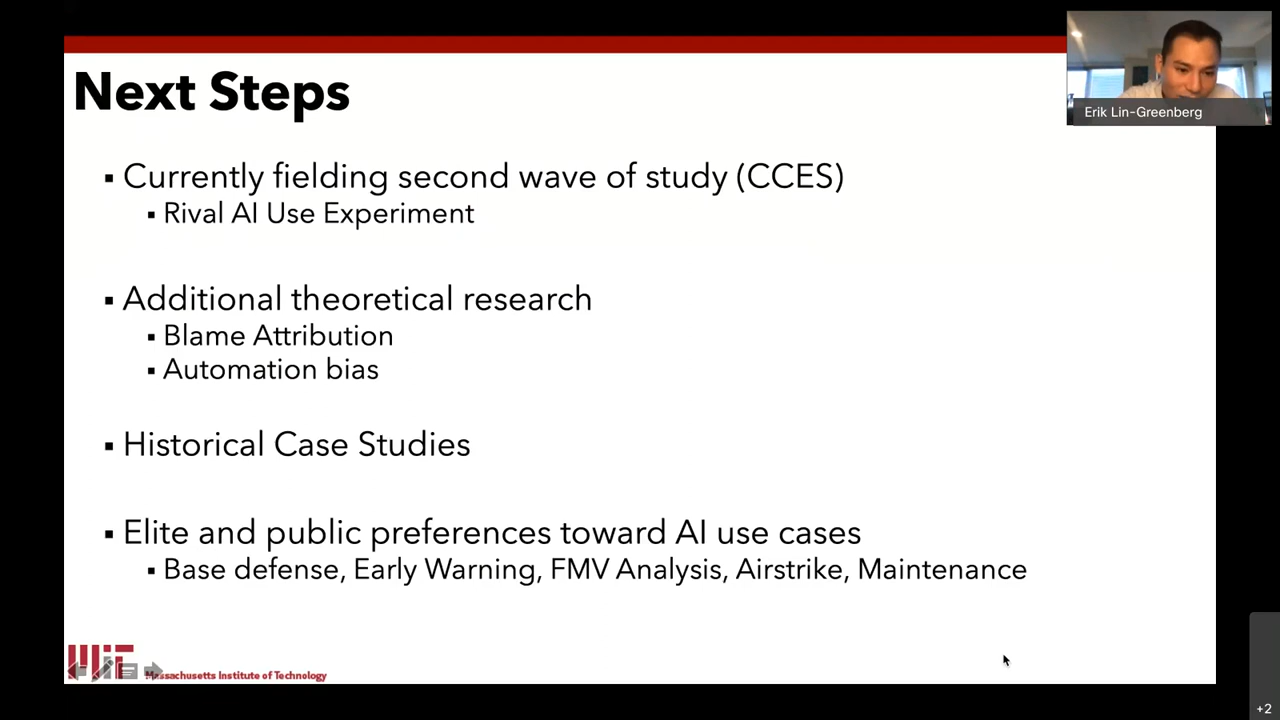 Next Steps
Erik Lin-Greenberg
▪ Currently fielding second wave of study (CCES)
▪ Rival AI Use Experiment
▪ Additional theoretical research
▪ Blame Attribution
▪ Automation bias
▪ Historical Case Studies
▪ Elite and public preferences toward AI use cases
▪ Base defense, Early Warning, FMV Analysis, Airstrike, Maintenance
MIT
Massachusetts Institute of Technology
+2